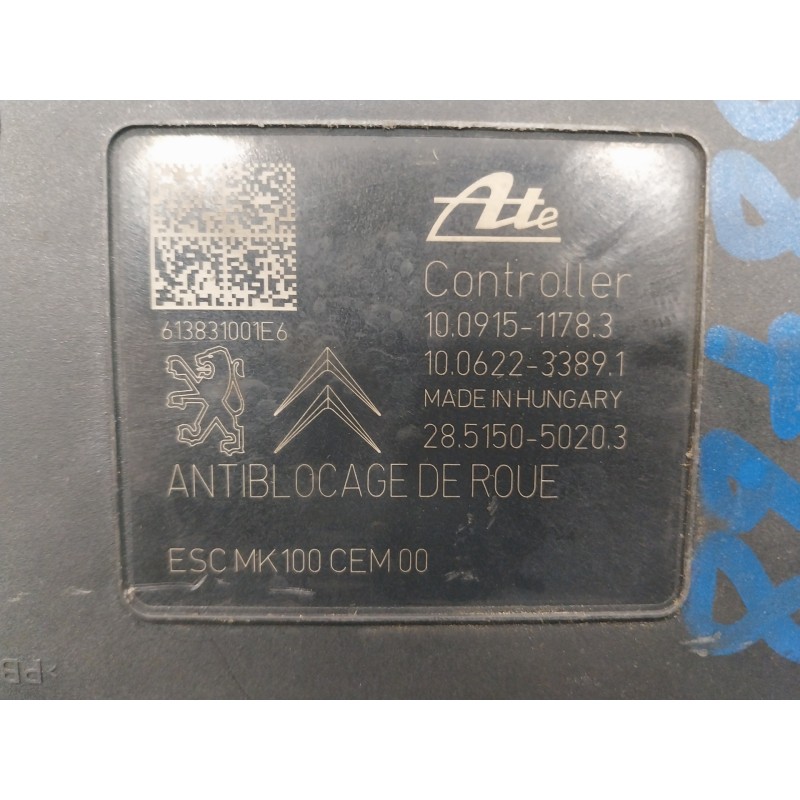 Ate
Controller
10.0915-1178.3
10.0622-3389.1
MADE IN HUNGARY
28.5150-5020.3
613831001E6
ANTIBLOCAGE DE ROUE
ESC MK100 CEM 00
>PB